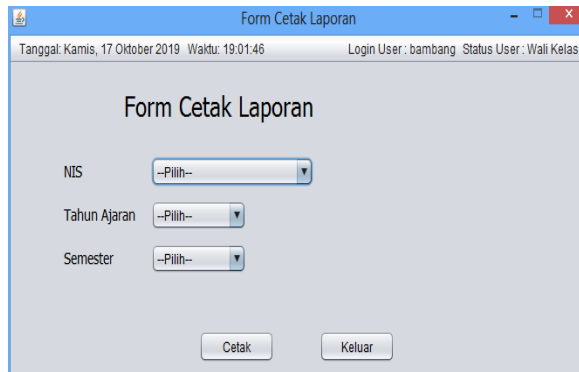 Form Cetak Laporan
Tanggal: Kamis, 17 Oktober 2019 Waktu: 19:01:46 Login User : bambang Status User : Wali Kelas
Form Cetak Laporan
NIS --Pilih--
Tahun Ajaran --Pilih--
Semester --Pilih--
Cetak Keluar